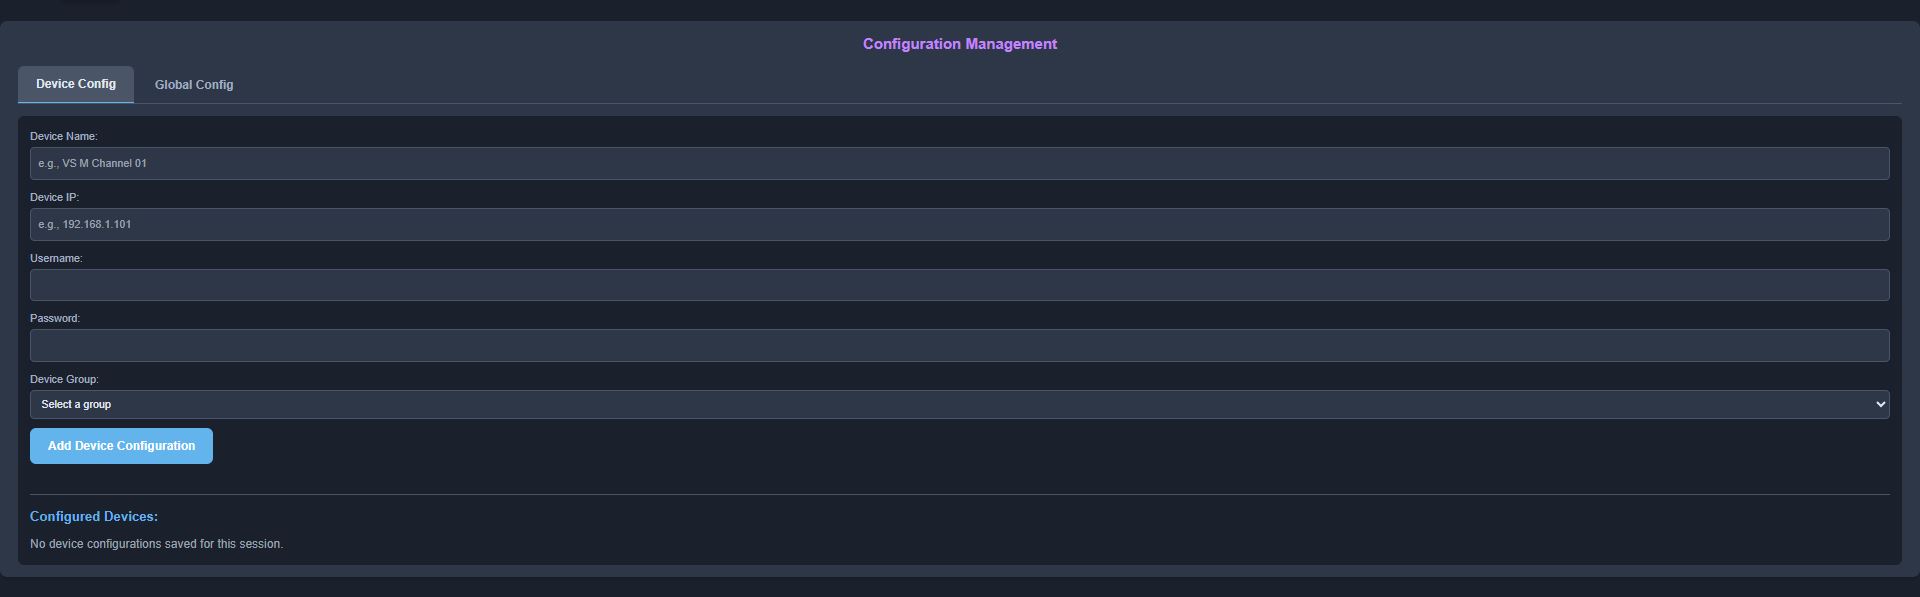 Configuration Management
Device Config
Global Config
Device Name:
e.g., VS M Channel 01
Device IP:
e.g., 192.168.1.101
Username:
Password:
Device Group:
Select a group
Add Device Configuration
Configured Devices:
No device configurations saved for this session.